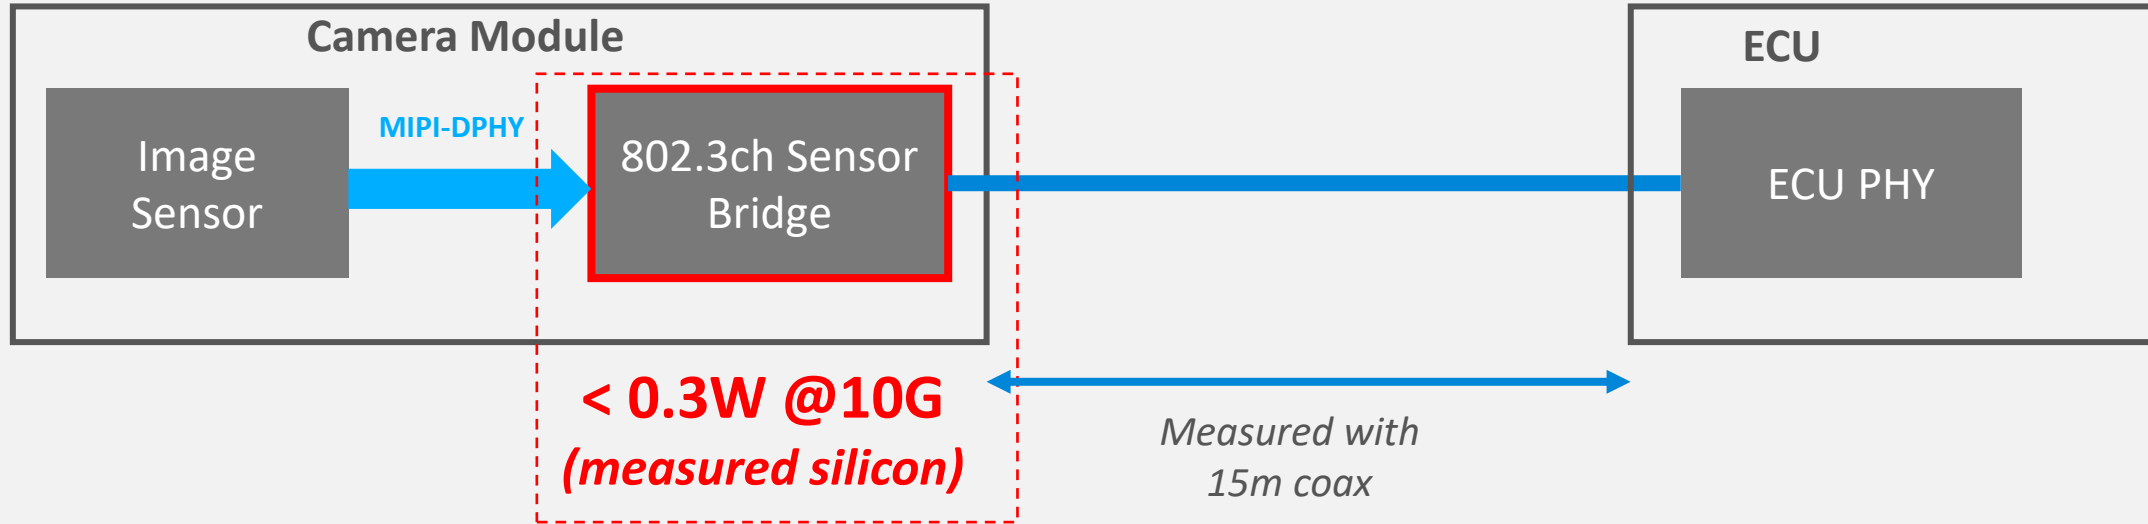 Camera Module
ECU
MIPI-DPHY
Image
Sensor
802.3ch Sensor
Bridge
ECU PHY
< 0.3W @10G
(measured silicon)
Measured with
15m coax